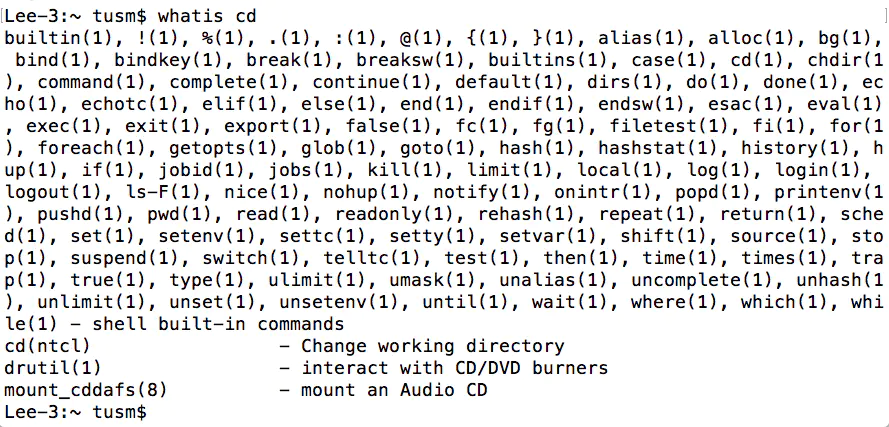 Lee-3:~ tusm$ whatis cd
builtin(1), !(1), %(1), .(1), :(1), @(1), {(1), }(1), alias(1), alloc(1), bg(1),
 bind(1), bindkey(1), break(1), breaksw(1), builtins(1), case(1), cd(1), chdir(1
), command(1), complete(1), continue(1), default(1), dirs(1), do(1), done(1), ec
ho(1), echotc(1), elif(1), else(1), end(1), endif(1), endsw(1), esac(1), eval(1)
, exec(1), exit(1), export(1), false(1), fc(1), fg(1), filetest(1), fi(1), for(1
), foreach(1), getopts(1), glob(1), goto(1), hash(1), hashstat(1), history(1), h
up(1), if(1), jobid(1), jobs(1), kill(1), limit(1), local(1), log(1), login(1),
logout(1), ls-F(1), nice(1), nohup(1), notify(1), onintr(1), popd(1), printenv(1
), pushd(1), pwd(1), read(1), readonly(1), rehash(1), repeat(1), return(1), sche
d(1), set(1), setenv(1), settc(1), setty(1), setvar(1), shift(1), source(1), sto
p(1), suspend(1), switch(1), telltc(1), test(1), then(1), time(1), times(1), tra
p(1), true(1), type(1), ulimit(1), umask(1), unalias(1), uncomplete(1), unhash(1
), unlimit(1), unset(1), unsetenv(1), until(1), wait(1), where(1), which(1), whi
le(1) - shell built-in commands
cd(ntcl)                 - Change working directory
drutil(1)                - interact with CD/DVD burners
mount_cddafs(8)          - mount an Audio CD
Lee-3:~ tusm$